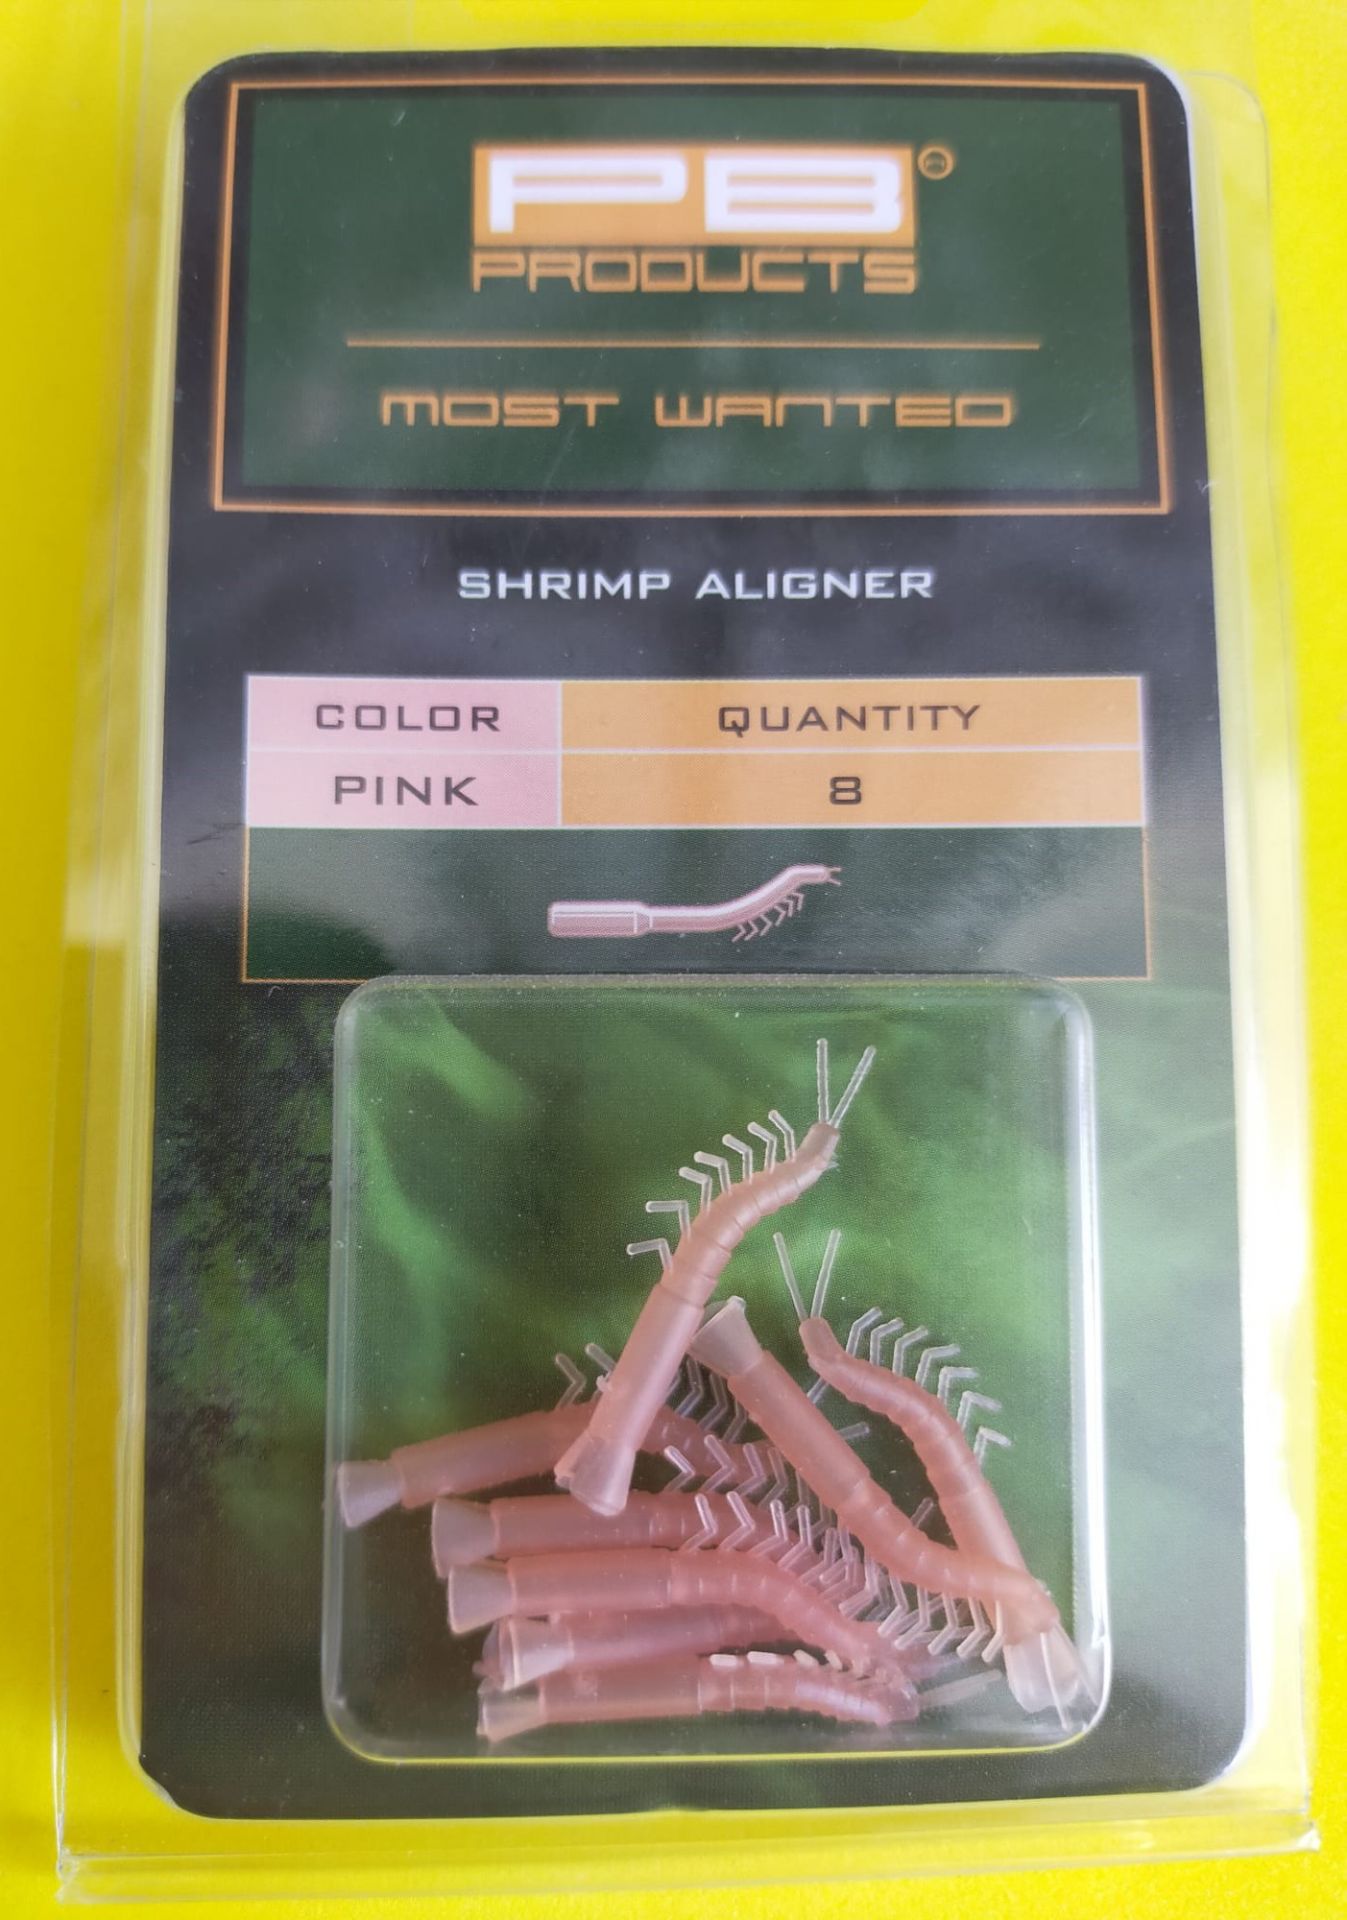 PB
PRODUCTS
MOST WANTED
SHRIMP ALIGNER
COLOR QUANTITY
PINK 8